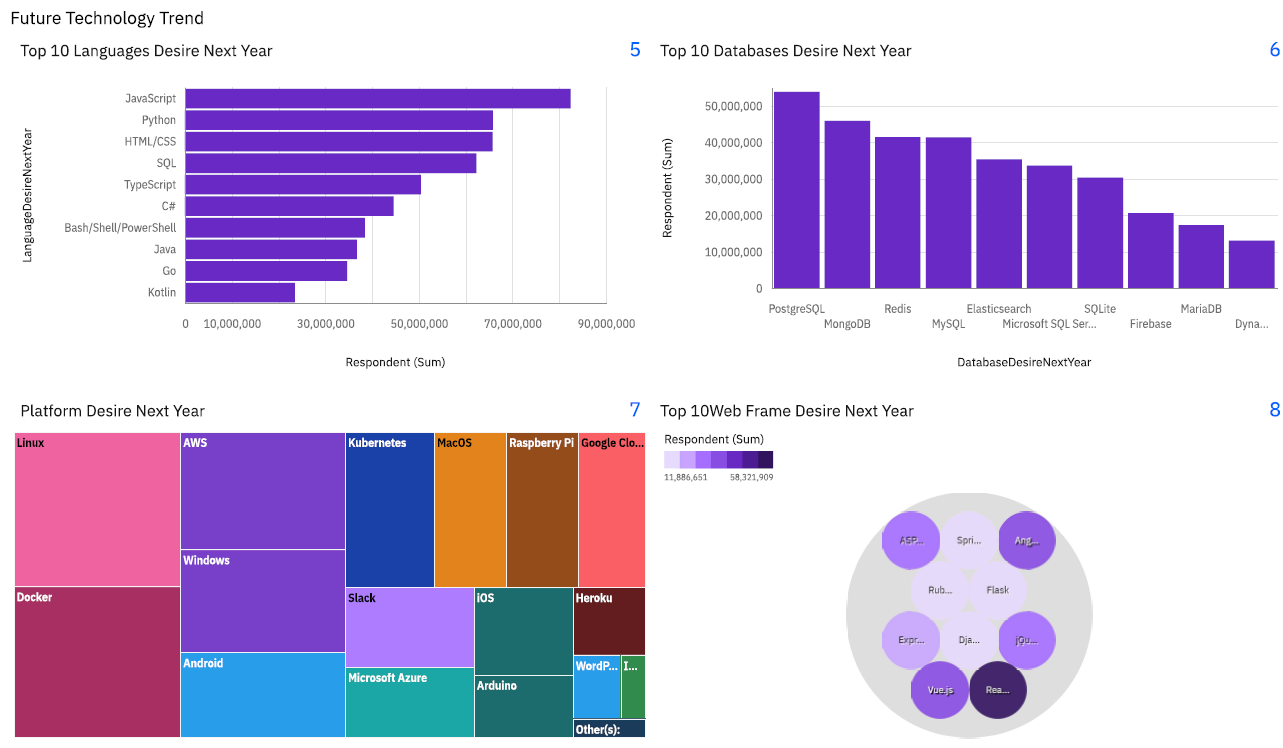 Future Technology Trend
Top 10 Languages Desire Next Year
5
LanguageDesireNextYear
JavaScript
Python
HTML/CSS
SQL
TypeScript
C#
Bash/Shell/PowerShell
Java
Go
Kotlin
0 10,000,000 30,000,000 50,000,000 70,000,000 90,000,000
Respondent (Sum)
Top 10 Databases Desire Next Year
6
Respondent (Sum)
50,000,000
40,000,000
30,000,000
20,000,000
10,000,000
0
PostgreSQL Redis Elasticsearch SQLite MariaDB
MongoDB MySQL Microsoft SQL Ser... Firebase Dyna...
DatabaseDesireNextYear
Platform Desire Next Year
7
Linux
AWS
Kubernetes
MacOS
Raspberry Pi
Google Clo...
Windows
Docker
Slack
iOS
Heroku
Android
WordP...
I...
Microsoft Azure
Arduino
Other(s):
Top 10Web Frame Desire Next Year
8
Respondent (Sum)
11,886,651 58,321,909
ASP... Spri... Ang...
Rub... Flask
Expr... Dja... jQu...
Vue.js Rea...